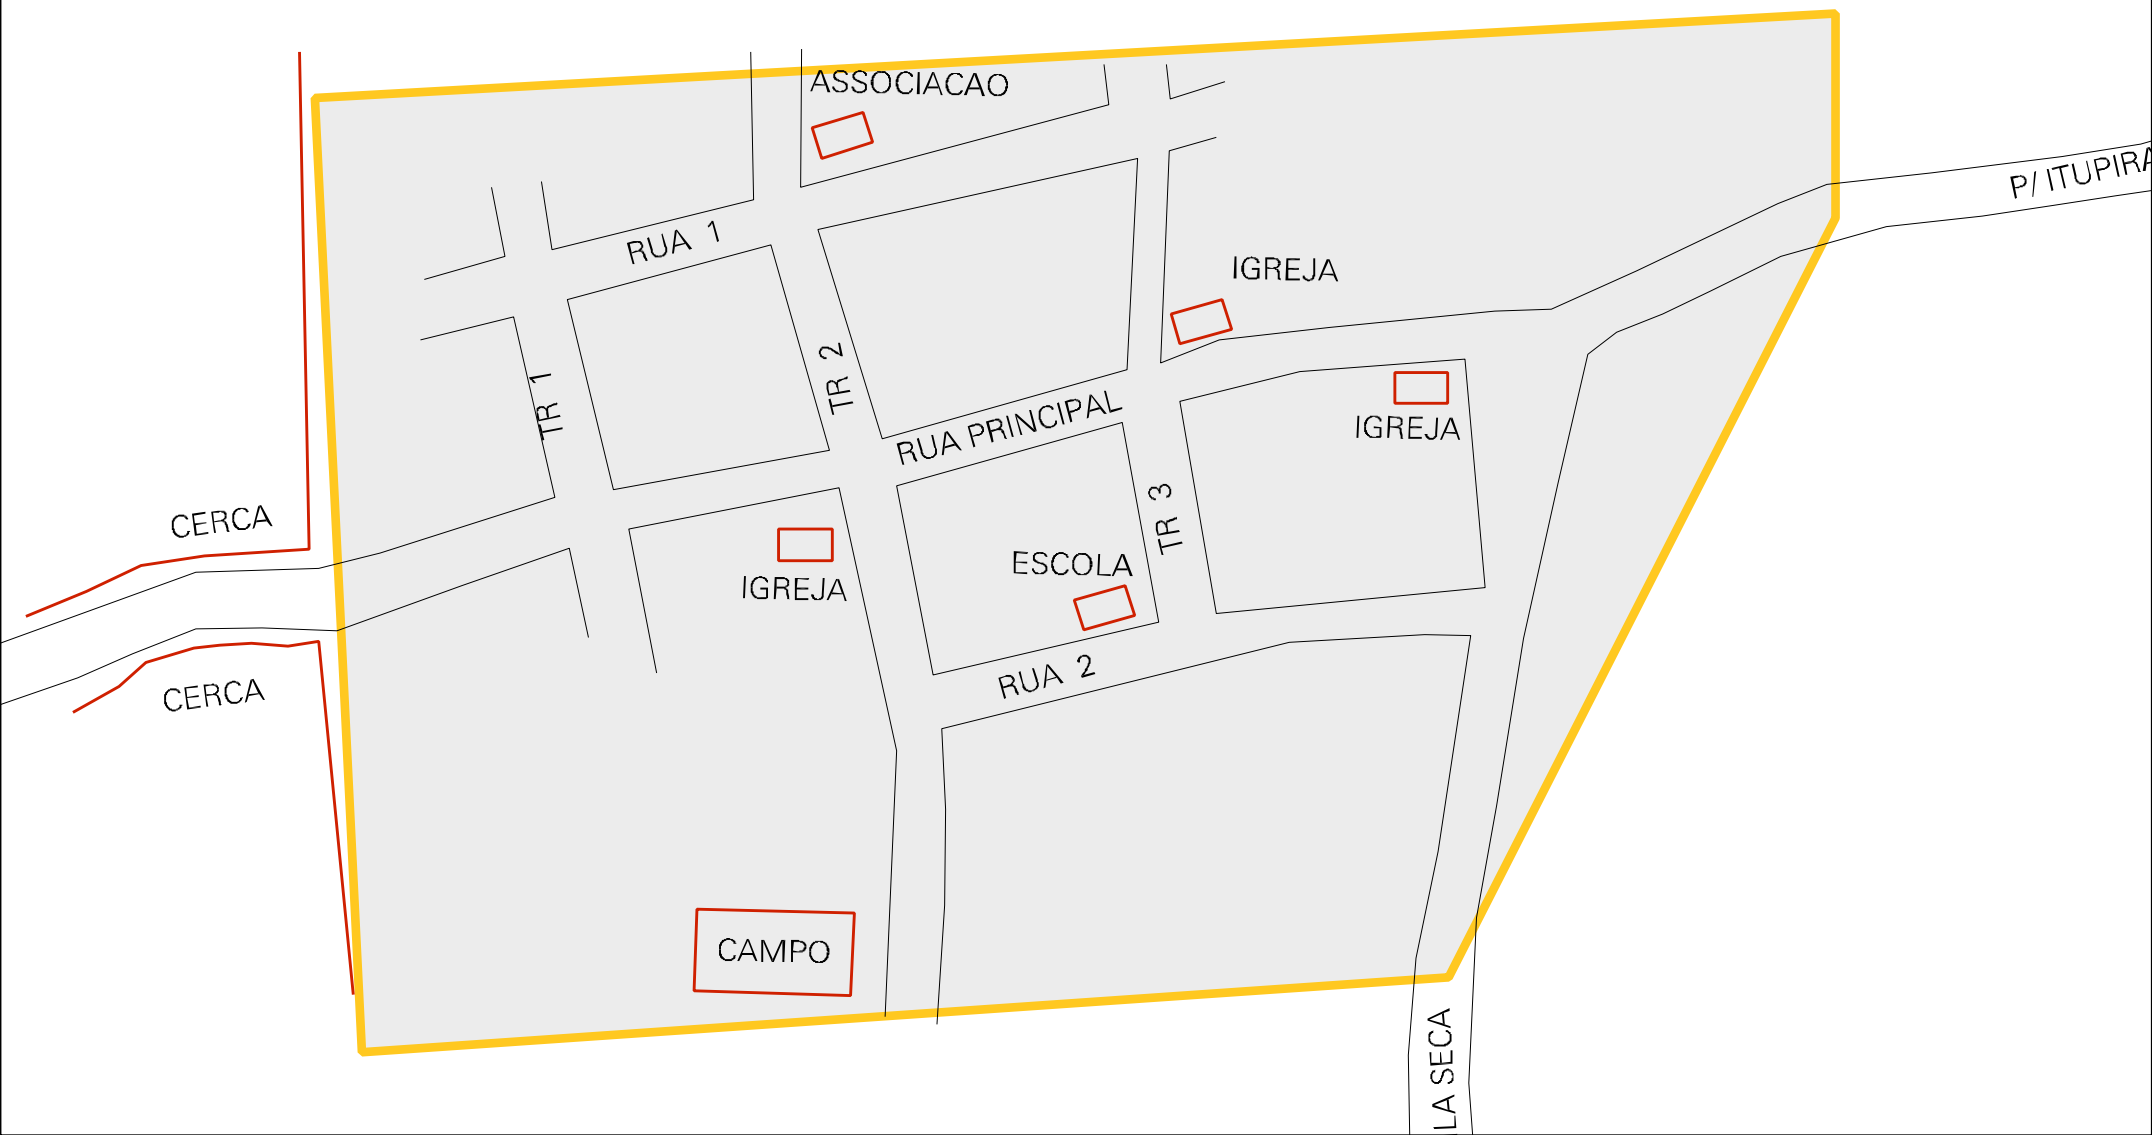 ASSOCIACAO
P/ ITUPIRA
RUA 1
IGREJA
TR 2
TR 1
RUA PRINCIPAL
IGREJA
CERCA
TR 3
ESCOLA
IGREJA
RUA 2
CERCA
CAMPO
LA SECA